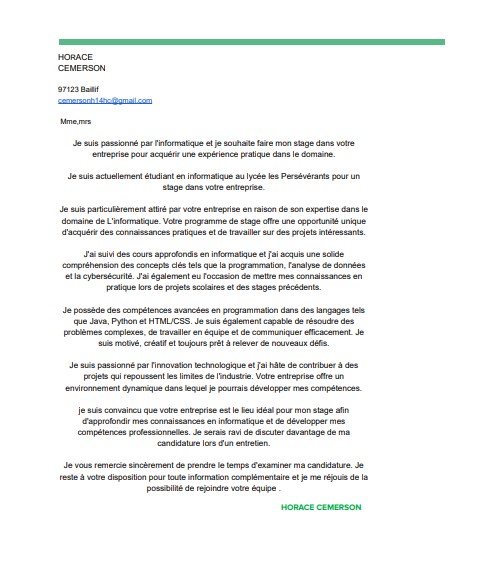 HORACE
CEMERSON
97123 Baillif
cemersonh14hc@gmail.com
Mme,mrs
Je suis passionné par l'informatique et je souhaite faire mon stage dans votre
entreprise pour acquérir une expérience pratique dans le domaine.
Je suis actuellement étudiant en informatique au lycée les Persévérants pour un
stage dans votre entreprise.
Je suis particulièrement attiré par votre entreprise en raison de son expertise dans le
domaine de L'informatique. Votre programme de stage offre une opportunité unique
d'acquérir des connaissances pratiques et de travailler sur des projets intéressants.
J'ai suivi des cours approfondis en informatique et j'ai acquis une solide
compréhension des concepts clés tels que la programmation, l'analyse de données
et la cybersécurité. J'ai également eu l'occasion de mettre mes connaissances en
pratique lors de projets scolaires et des stages précédents.
Je possède des compétences avancées en programmation dans des langages tels
que Java, Python et HTML/CSS. Je suis également capable de résoudre des
problèmes complexes, de travailler en équipe et de communiquer efficacement. Je
suis motivé, créatif et toujours prêt à relever de nouveaux défis.
Je suis passionné par l'innovation technologique et j'ai hâte de contribuer à des
projets qui repoussent les limites de l'industrie. Votre entreprise offre un
environnement dynamique dans lequel je pourrais développer mes compétences.
je suis convaincu que votre entreprise est le lieu idéal pour mon stage afin
d'approfondir mes connaissances en informatique et de développer mes
compétences professionnelles. Je serais ravi de discuter davantage de ma
candidature lors d'un entretien.
Je vous remercie sincèrement de prendre le temps d'examiner ma candidature. Je
reste à votre disposition pour toute information complémentaire et je me réjouis de la
possibilité de rejoindre votre équipe .
HORACE CEMERSON